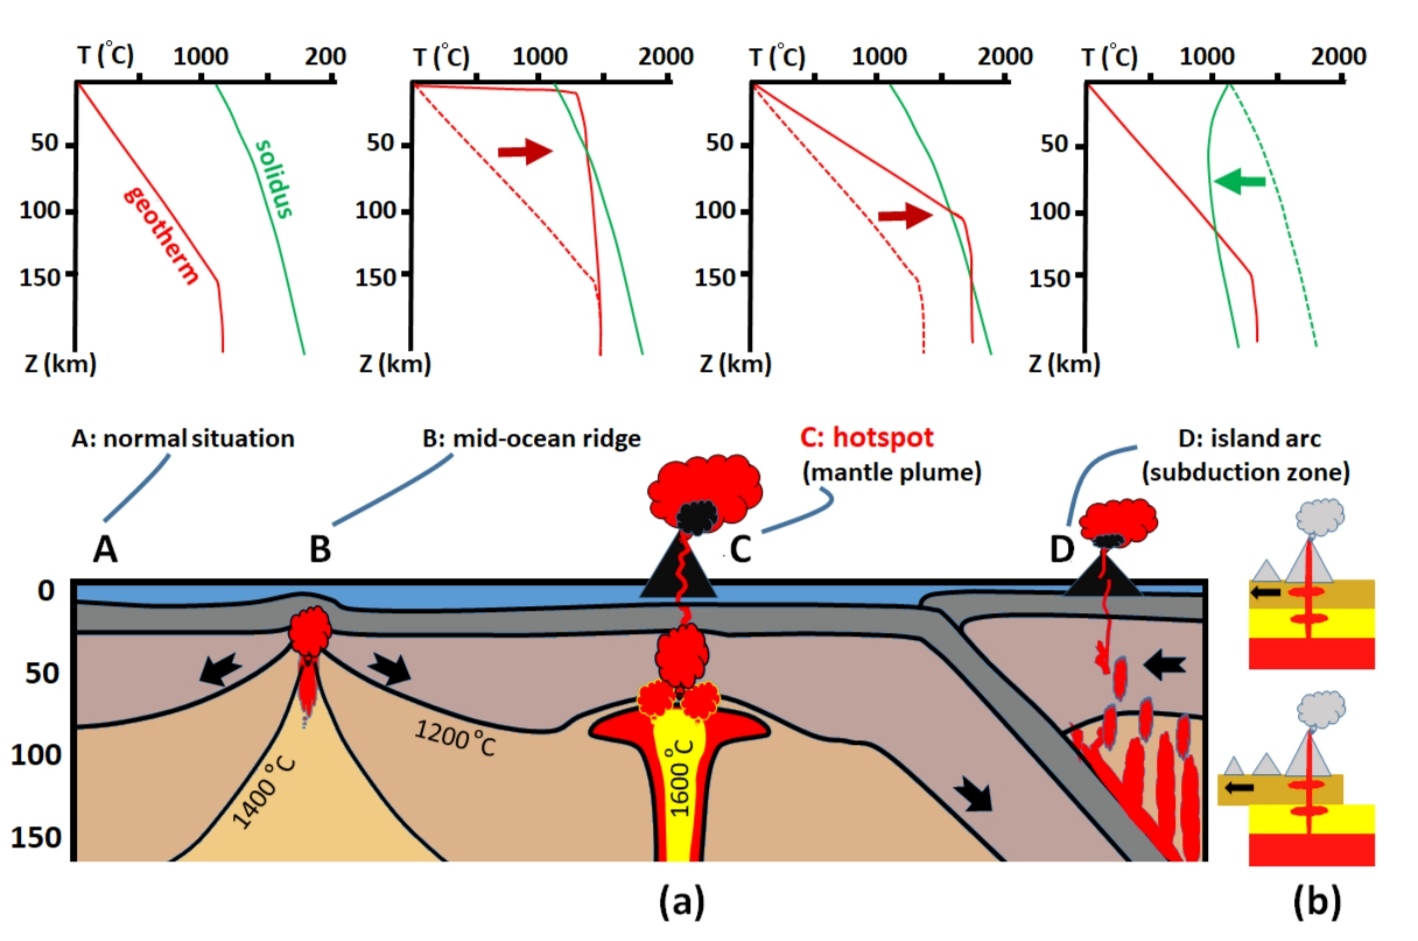 T (°C) 1000 200
50
100
150
Z (km)
geotherm
solidus
T (°C) 1000 2000
50
100
150
Z (km)
T (°C) 1000 2000
50
100
150
Z (km)
T (°C) 1000 2000
50
100
150
Z (km)
A: normal situation
B: mid-ocean ridge
C: hotspot
(mantle plume)
D: island arc
(subduction zone)
A
B
C
D
0
50
100
150
1400 °C
1200 °C
1600 °C
(a)
(b)